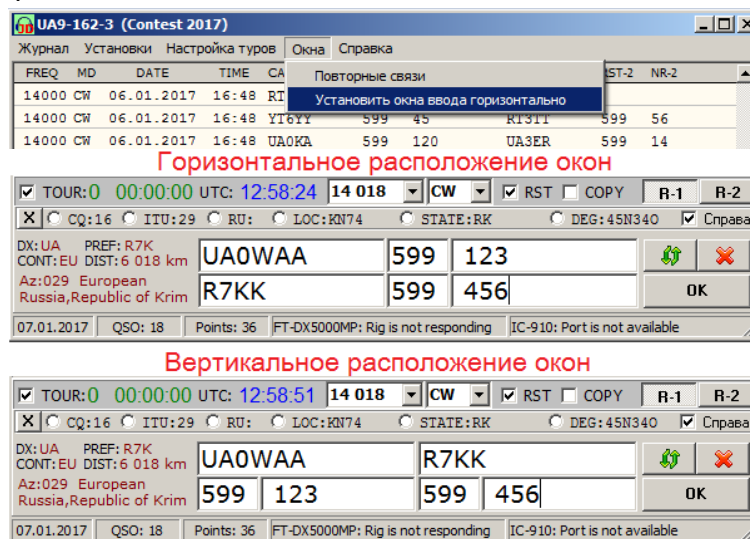 UA9-162-3 (Contest 2017)
Журнал Установки Настройка туров Окна Справка
FREQ MD DATE TIME CA RST-2 NR-2
Повторные связи
14000 CW 06.01.2017 16:48 RT
Установить окна ввода горизонтально
14000 CW 06.01.2017 16:48 YT6YY 599 45 RT3TT 599 56
14000 CW 06.01.2017 16:48 UA0KA 599 120 UA3ER 599 14
Горизонтальное расположение окон
TOUR:0 00:00:00 UTC: 12:58:24 14 018 CW RST COPY R-1 R-2
X CQ:16 ITU:29 RU: LOC:KN74 STATE:RK DEG:45N340 Справа
DX:UA PREF:R7K
CONT:EU DIST:6 018 km UA0WAA 599 123
Az:029 European
Russia,Republic of Krim R7KK 599 456 OK
07.01.2017 QSO: 18 Points: 36 FT-DX5000MP: Rig is not responding IC-910: Port is not available
Вертикальное расположение окон
TOUR:0 00:00:00 UTC: 12:58:51 14 018 CW RST COPY R-1 R-2
X CQ:16 ITU:29 RU: LOC:KN74 STATE:RK DEG:45N340 Справа
DX:UA PREF:R7K
CONT:EU DIST:6 018 km UA0WAA R7KK
Az:029 European
Russia,Republic of Krim 599 123 599 456 OK
07.01.2017 QSO: 18 Points: 36 FT-DX5000MP: Rig is not responding IC-910: Port is not available